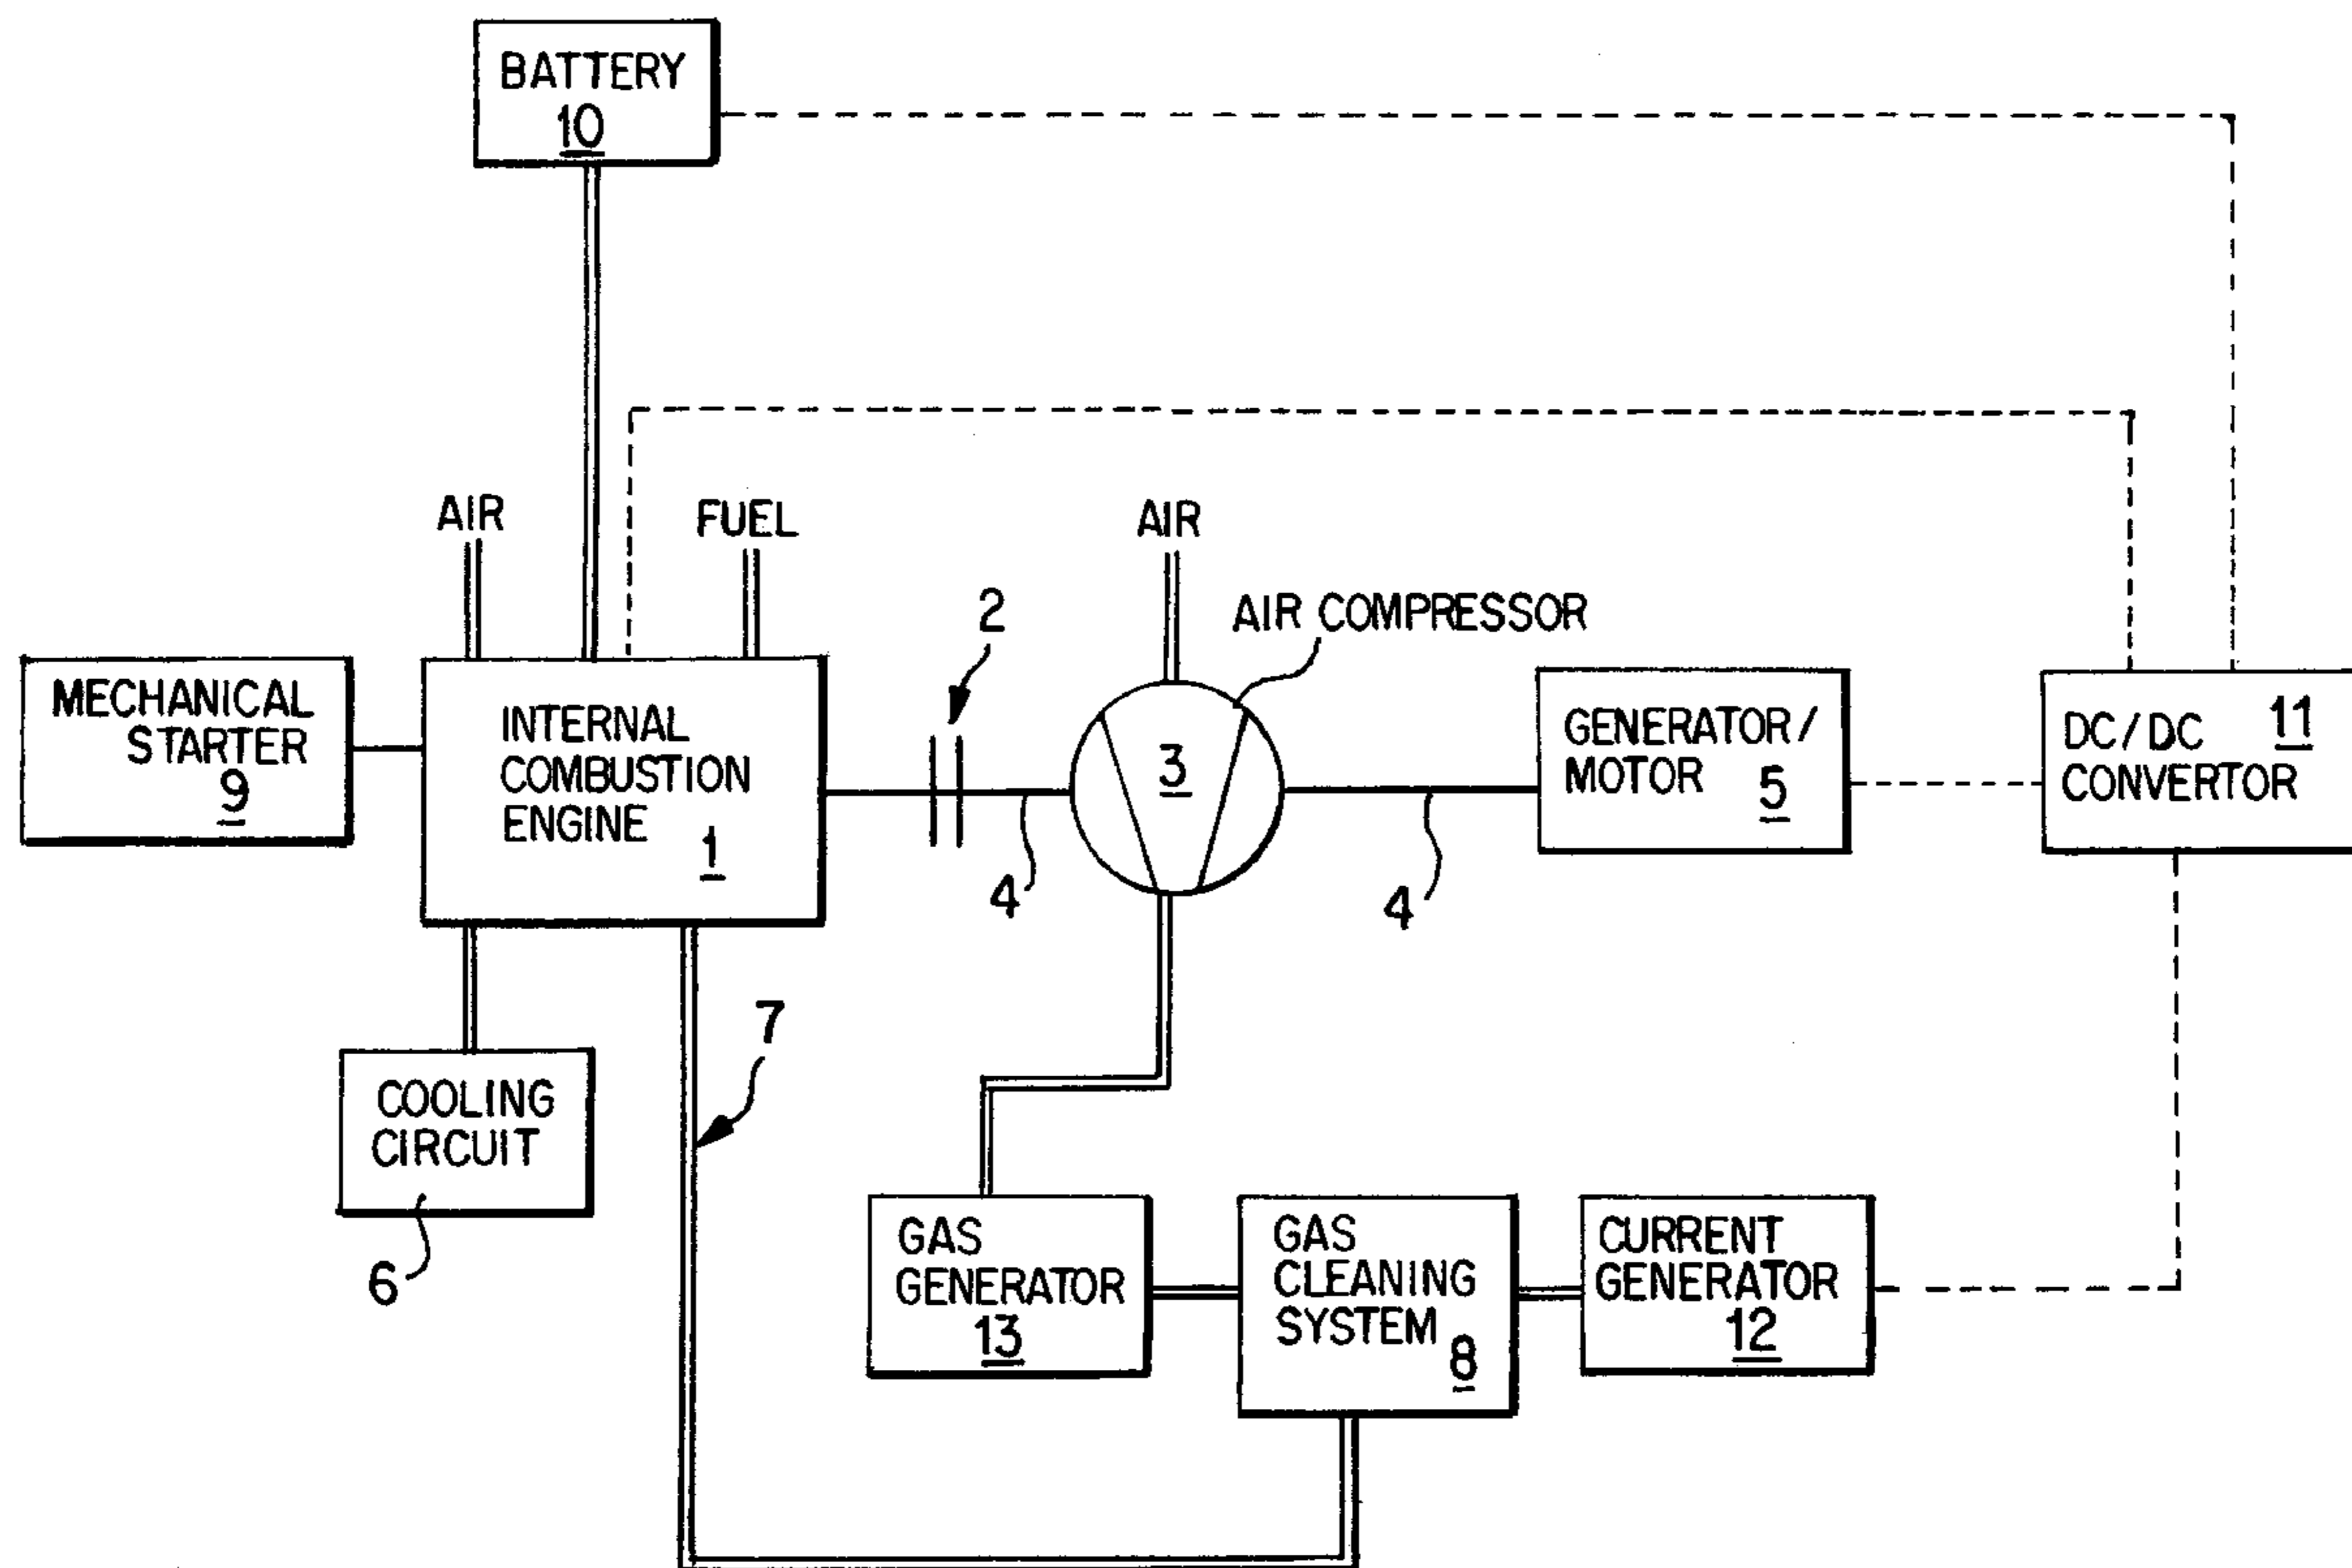 BATTERY
10
AIR
FUEL
AIR
2
AIR COMPRESSOR
MECHANICAL
STARTER
9
INTERNAL
COMBUSTION
ENGINE
1
3
GENERATOR/
MOTOR 5
11
DC/DC
CONVERTOR
4
4
7
COOLING
CIRCUIT
6
GAS
GENERATOR
13
GAS
CLEANING
SYSTEM
8
CURRENT
GENERATOR
12